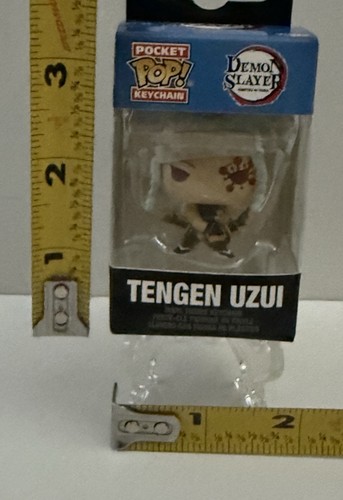 POCKET
POP!
KEYCHAIN
DEMON
SLAYER
3
2
1
TENGEN UZUI
1
2